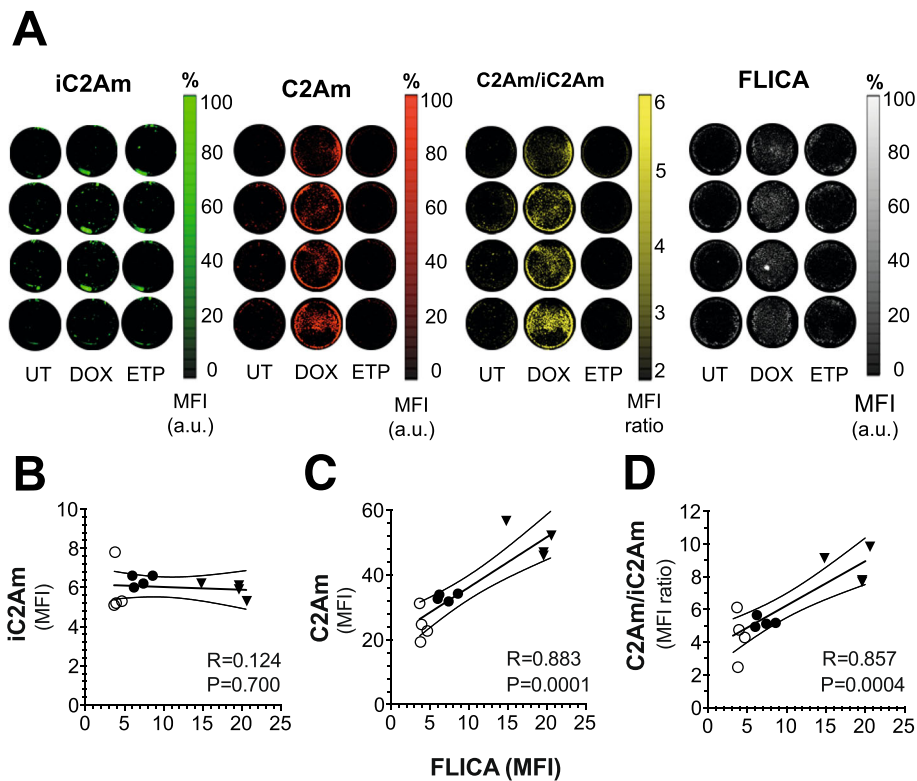 A
iC2Am
%
100
80
60
40
20
0
UT DOX ETP
MFI
(a.u.)
C2Am
%
100
80
60
40
20
0
UT DOX ETP
MFI
(a.u.)
C2Am/iC2Am
6
5
4
3
2
UT DOX ETP
MFI
ratio
FLICA
%
100
80
60
40
20
0
UT DOX ETP
MFI
(a.u.)
B
iC2Am
(MFI)
10
8
6
4
2
0
R=0.124
P=0.700
0 5 10 15 20 25
C
C2Am
(MFI)
60
40
20
0
R=0.883
P=0.0001
0 5 10 15 20 25
D
C2Am/iC2Am
(MFI ratio)
12
10
8
6
4
2
0
R=0.857
P=0.0004
0 5 10 15 20 25
FLICA (MFI)